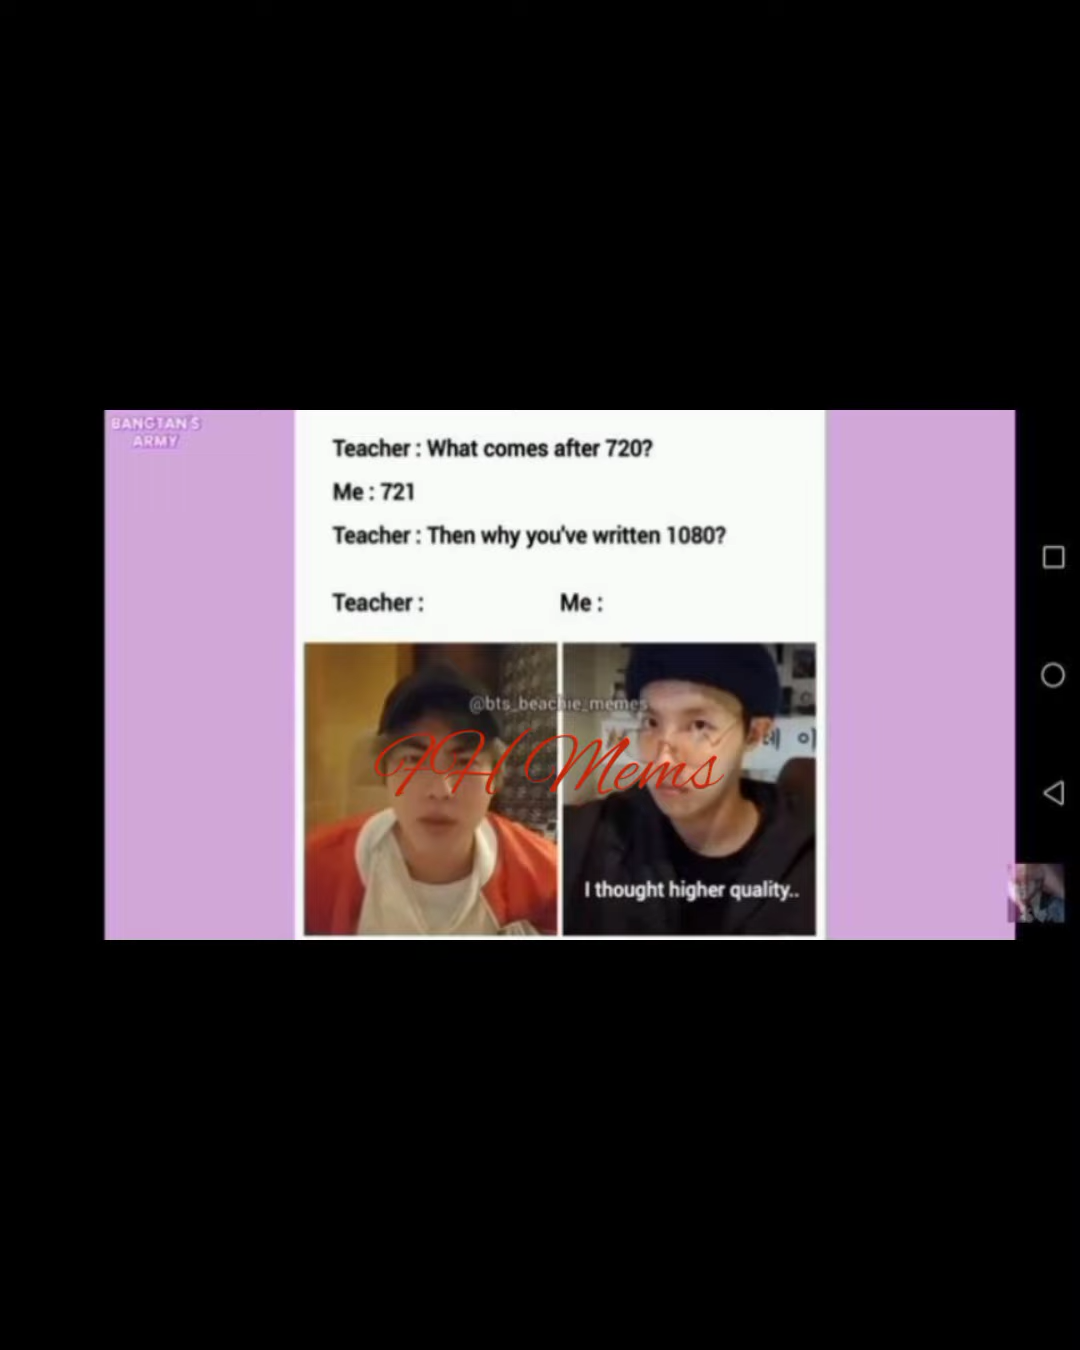 BANGTAN'S
ARMY
Teacher : What comes after 720?
Me : 721
Teacher : Then why you've written 1080?
Teacher : Me :
@bts_beachie_memes
Mems
I thought higher quality..